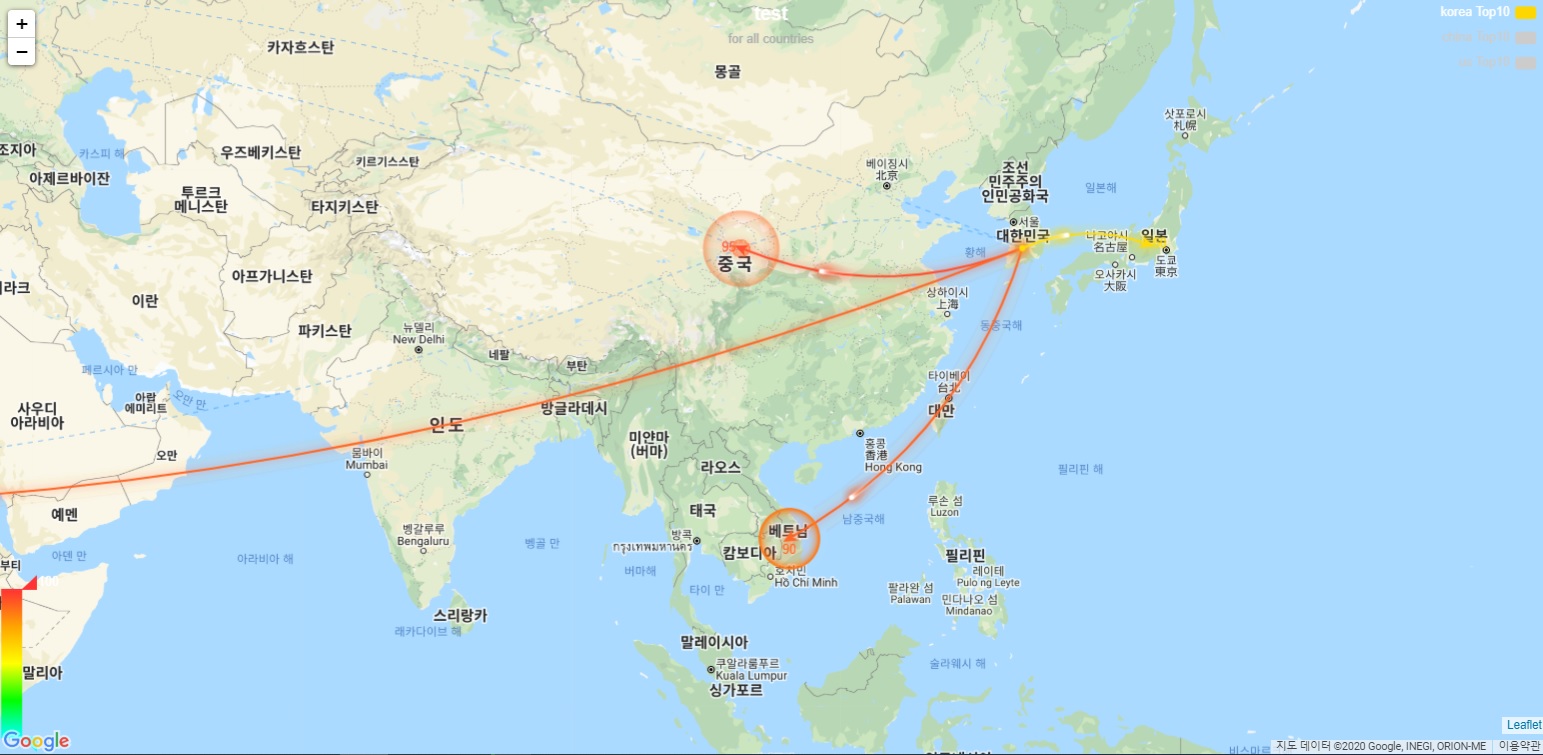 +
test
korea Top10
−
for all countries
카자흐스탄
몽골
삿포로시
札幌
조지아
카스피 해
우즈베키스탄
키르기스스탄
베이징시
北京
조선
민주주의
인민공화국
아제르바이잔
투르크
메니스탄
타지키스탄
일본해
서울
대한민국
나고야시
名古屋
일본
도쿄
東京
황해
중국
오사카시
大阪
아프가니스탄
라크
이란
상하이시
上海
파키스탄
뉴델리
New Delhi
동중국해
네팔
부탄
페르시아 만
타이베이
台北
아랍
에미리트
오만 만
사우디
아라비아
방글라데시
대만
인도
미얀마
(버마)
홍콩
香港
Hong Kong
오만
뭄바이
Mumbai
라오스
필리핀 해
루손 섬
Luzon
예멘
태국
남중국해
벵갈루루
Bengaluru
방콕
กรุงเทพมหานคร
베트남
90
벵골 만
아덴 만
아라비아 해
캄보디아
필리핀
부티
버마해
호치민
Hồ Chí Minh
레이테
Pulo ng Leyte
타이 만
팔라완 섬
Palawan
민다나오 섬
Mindanao
스리랑카
래카다이브 해
말레이시아
말리아
쿠알라룸푸르
Kuala Lumpur
술라웨시 해
싱가포르
Leaflet
Google
비스마르
지도 데이터 ©2020 Google, INEGI, ORION-ME
이용약관